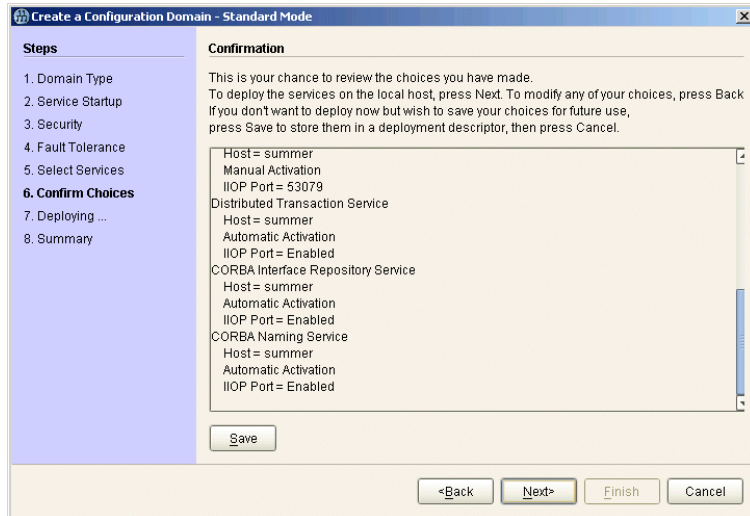 Create a Configuration Domain - Standard Mode
Steps
1. Domain Type
2. Service Startup
3. Security
4. Fault Tolerance
5. Select Services
6. Confirm Choices
7. Deploying ...
8. Summary
Confirmation
This is your chance to review the choices you have made.
To deploy the services on the local host, press Next. To modify any of your choices, press Back
If you don't want to deploy now but wish to save your choices for future use,
press Save to store them in a deployment descriptor, then press Cancel.
Host = summer
Manual Activation
IIOP Port = 53079
Distributed Transaction Service
Host = summer
Automatic Activation
IIOP Port = Enabled
CORBA Interface Repository Service
Host = summer
Automatic Activation
IIOP Port = Enabled
CORBA Naming Service
Host = summer
Automatic Activation
IIOP Port = Enabled
Save
<Back
Next>
Finish
Cancel